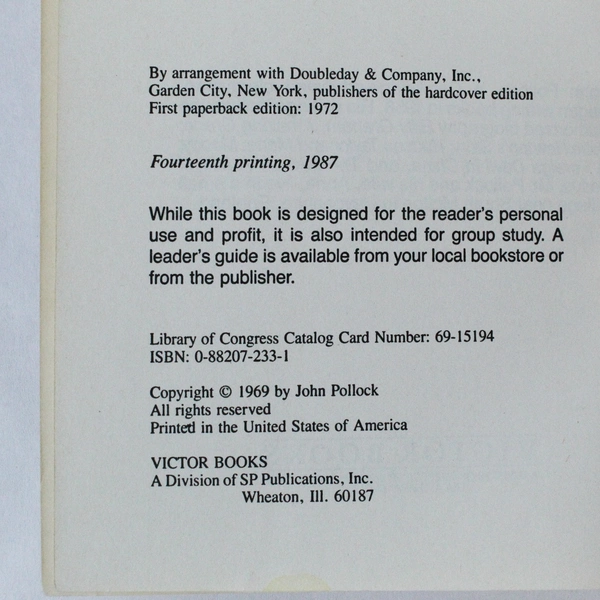 By arrangement with Doubleday & Company, Inc.,
Garden City, New York, publishers of the hardcover edition
First paperback edition: 1972
Fourteenth printing, 1987
While this book is designed for the reader's personal
use and profit, it is also intended for group study. A
leader's guide is available from your local bookstore or
from the publisher.
Library of Congress Catalog Card Number: 69-15194
ISBN: 0-88207-233-1
Copyright © 1969 by John Pollock
All rights reserved
Printed in the United States of America
VICTOR BOOKS
A Division of SP Publications, Inc.
Wheaton, Ill. 60187